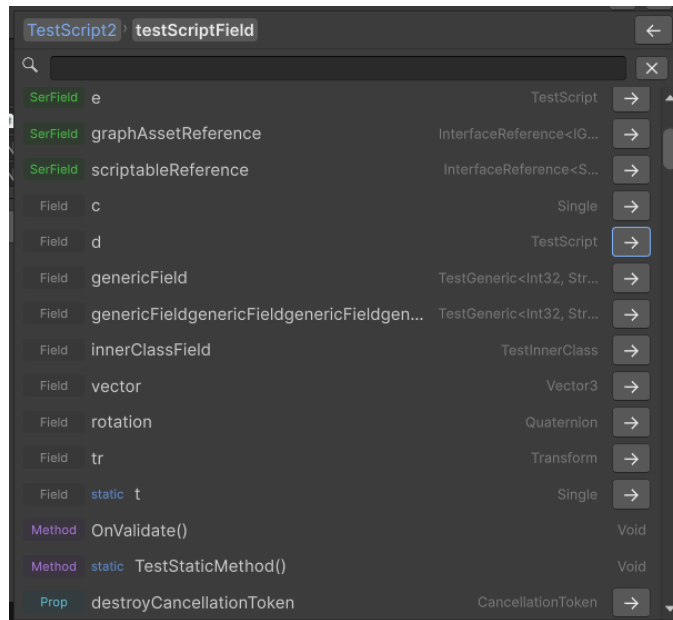 TestScript2 › testScriptField ←
SerField e TestScript →
SerField graphAssetReference InterfaceReference<IG... →
SerField scriptableReference InterfaceReference<S... →
Field c Single →
Field d TestScript →
Field genericField TestGeneric<Int32, Str... →
Field genericFieldgenericFieldgenericFieldgen... TestGeneric<Int32, Str... →
Field innerClassField TestInnerClass →
Field vector Vector3 →
Field rotation Quaternion →
Field tr Transform →
Field static t Single →
Method OnValidate() Void
Method static TestStaticMethod() Void
Prop destroyCancellationToken CancellationToken →